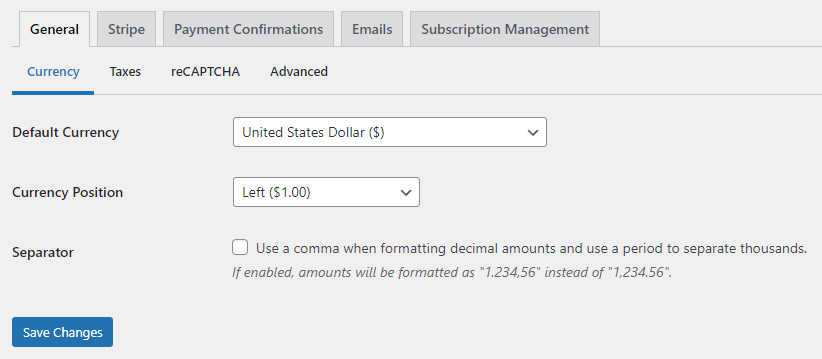 General Stripe Payment Confirmations Emails Subscription Management
Currency Taxes reCAPTCHA Advanced
Default Currency United States Dollar ($)
Currency Position Left ($1.00)
Separator Use a comma when formatting decimal amounts and use a period to separate thousands.
If enabled, amounts will be formatted as "1.234,56" instead of "1,234.56".
Save Changes